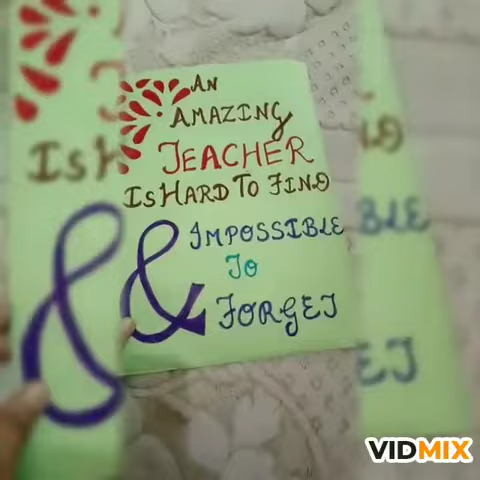 AN
AMAZING
TEACHER
IS HARD TO FIND
& IMPOSSIBLE
TO
FORGET
VIDMIX